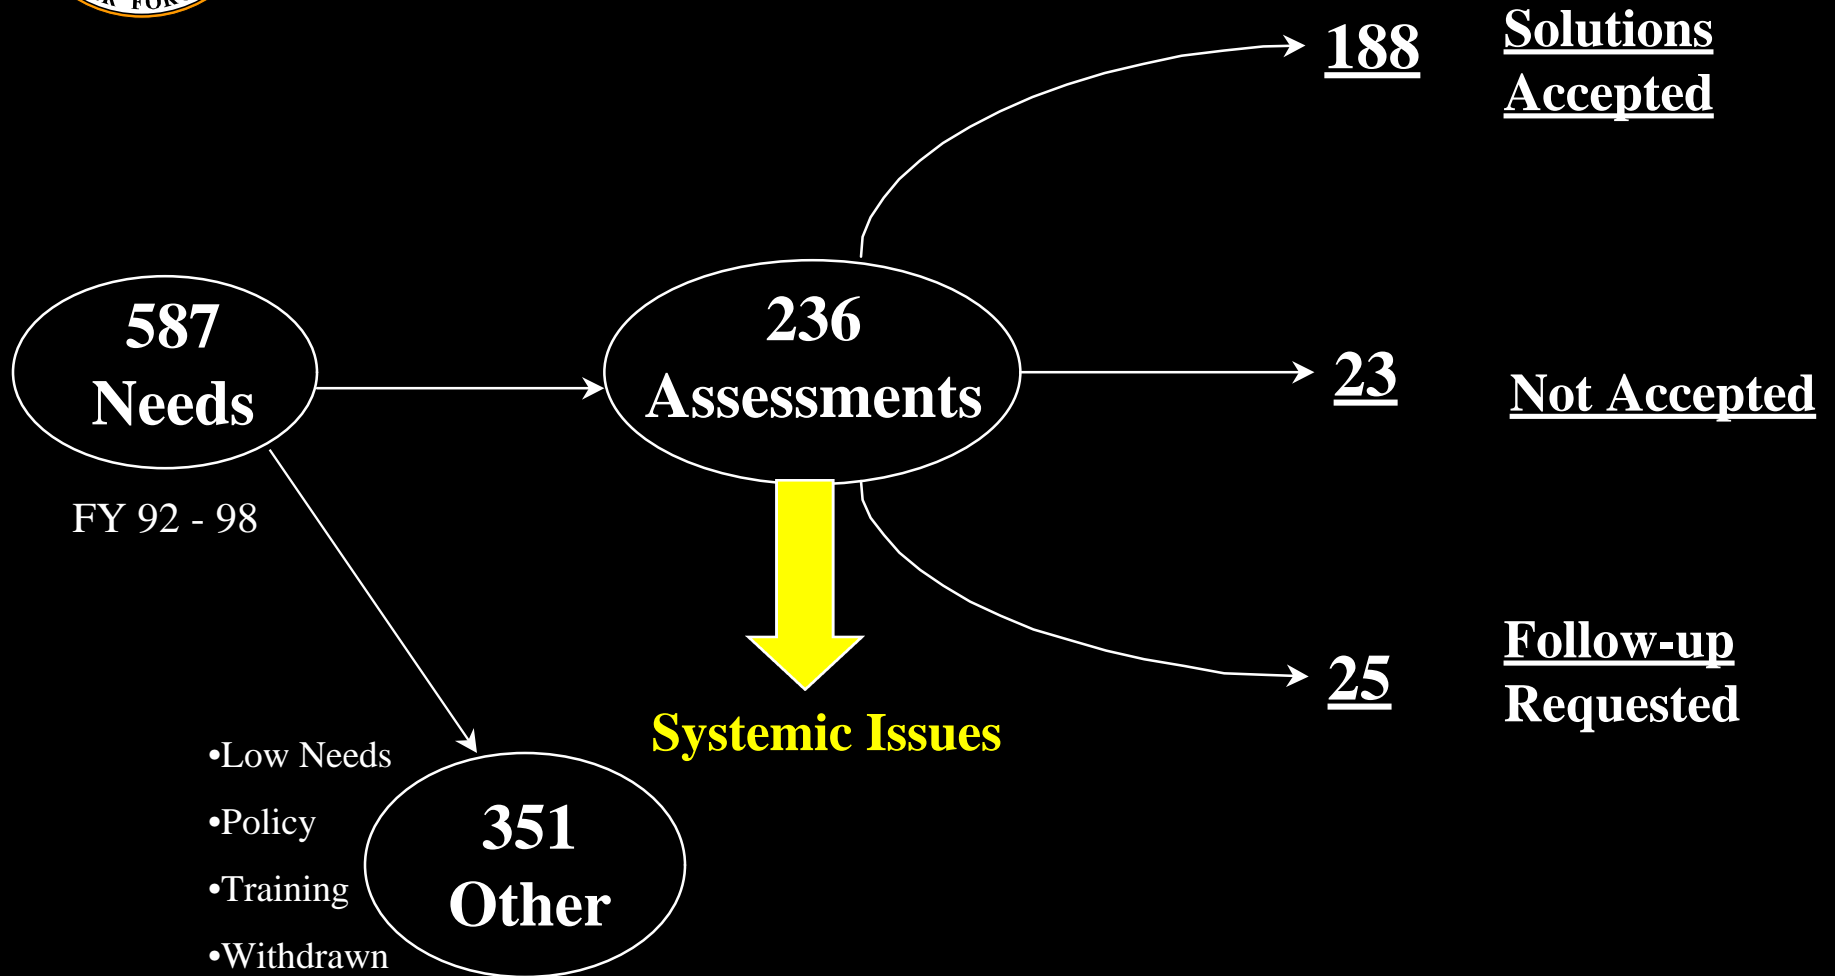 188
Solutions
Accepted
587
Needs
FY 92 - 98
236
Assessments
23
Not Accepted
25
Follow-up
Requested
Systemic Issues
•Low Needs
•Policy
•Training
•Withdrawn
351
Other